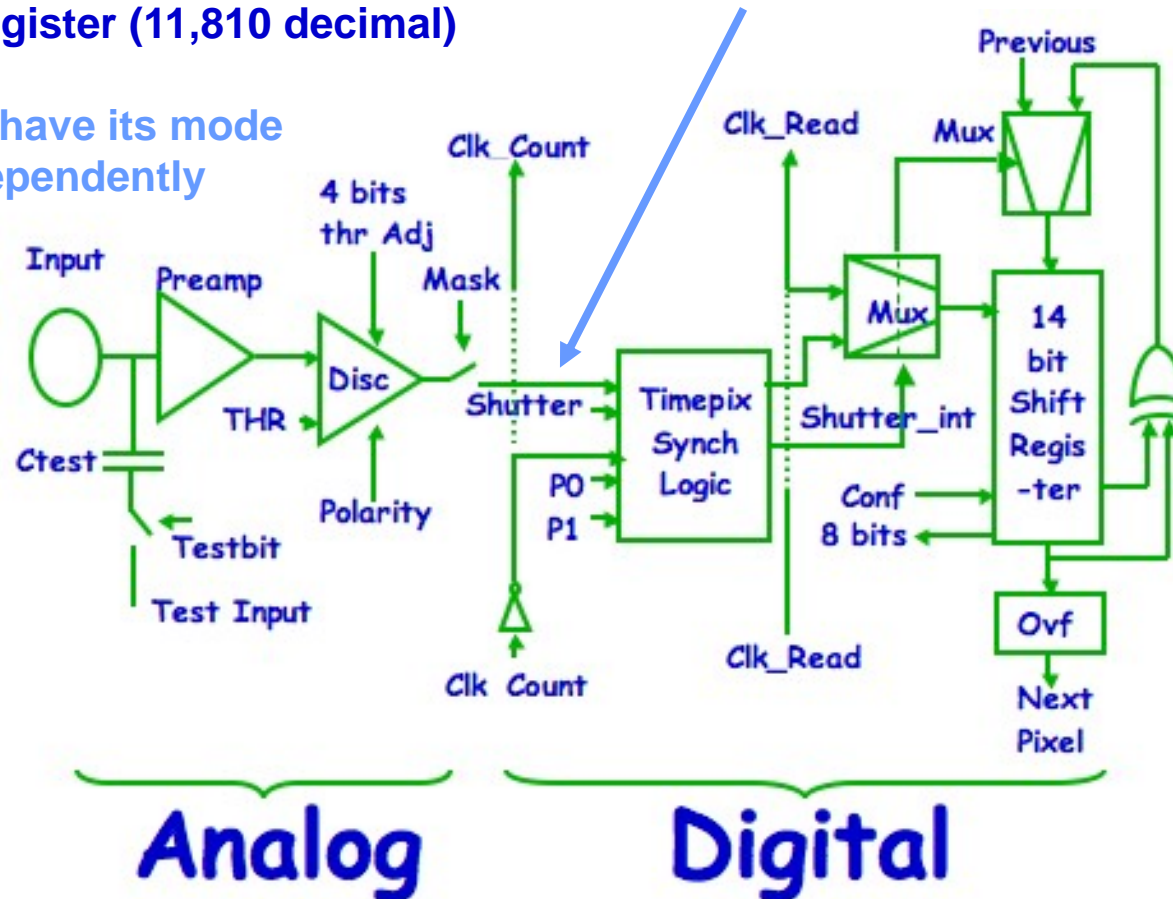 gister (11,810 decimal)
have its mode
ependently
Previous
Clk_Read
Mux
Clk_Count
4 bits
thr Adj
Input
Preamp
Mask
Mux
14
bit
Shift
Regis
-ter
Disc
THR
Shutter
Timepix
Synch
Logic
Shutter_int
Ctest
P0
P1
Conf
8 bits
Polarity
Testbit
Test Input
Ovf
Clk_Read
Clk Count
Next
Pixel
Analog
Digital